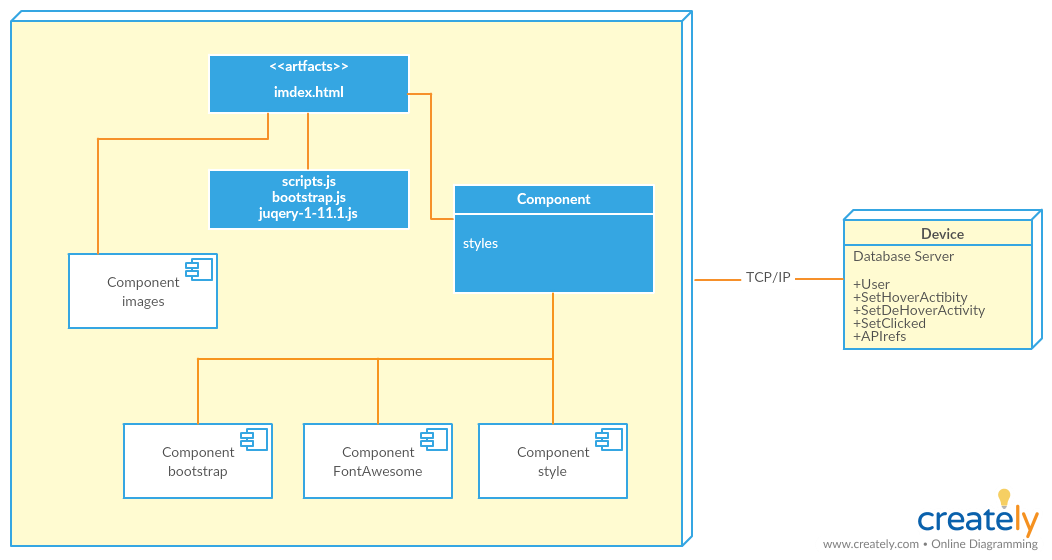 <<artfacts>>
imdex.html
scripts.js
bootstrap.js
juqery-1-11.1.js
Component
styles
Component
images
Device
Database Server
+User
+SetHoverActibity
+SetDeHoverActivity
+SetClicked
+APIrefs
TCP/IP
Component
bootstrap
Component
FontAwesome
Component
style
creately
www.creately.com • Online Diagramming